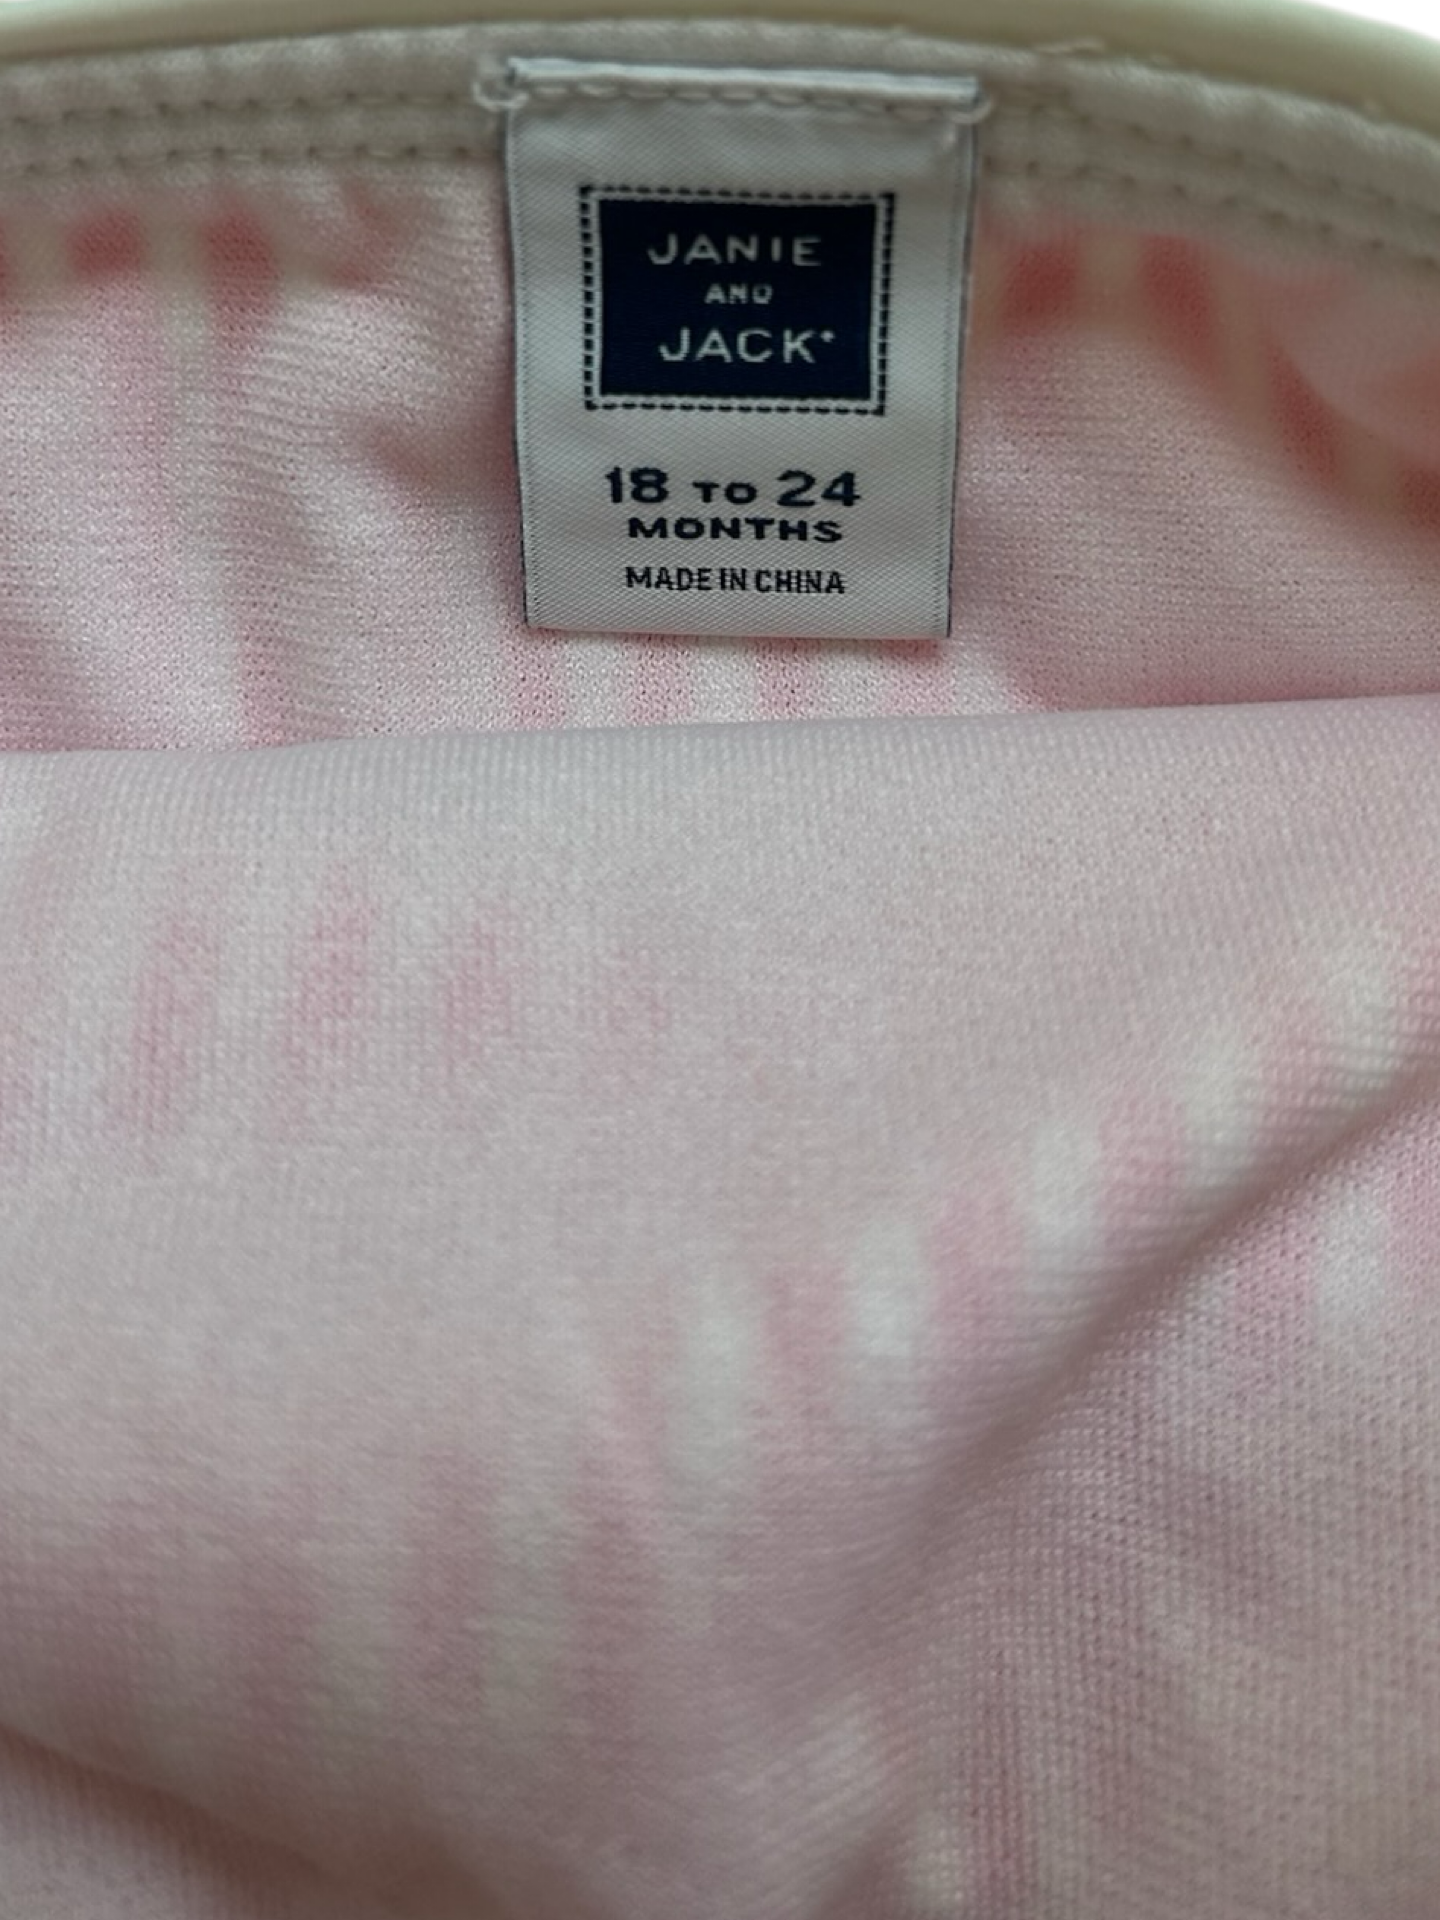 JANIE
AND
JACK
18 TO 24
MONTHS
MADE IN CHINA